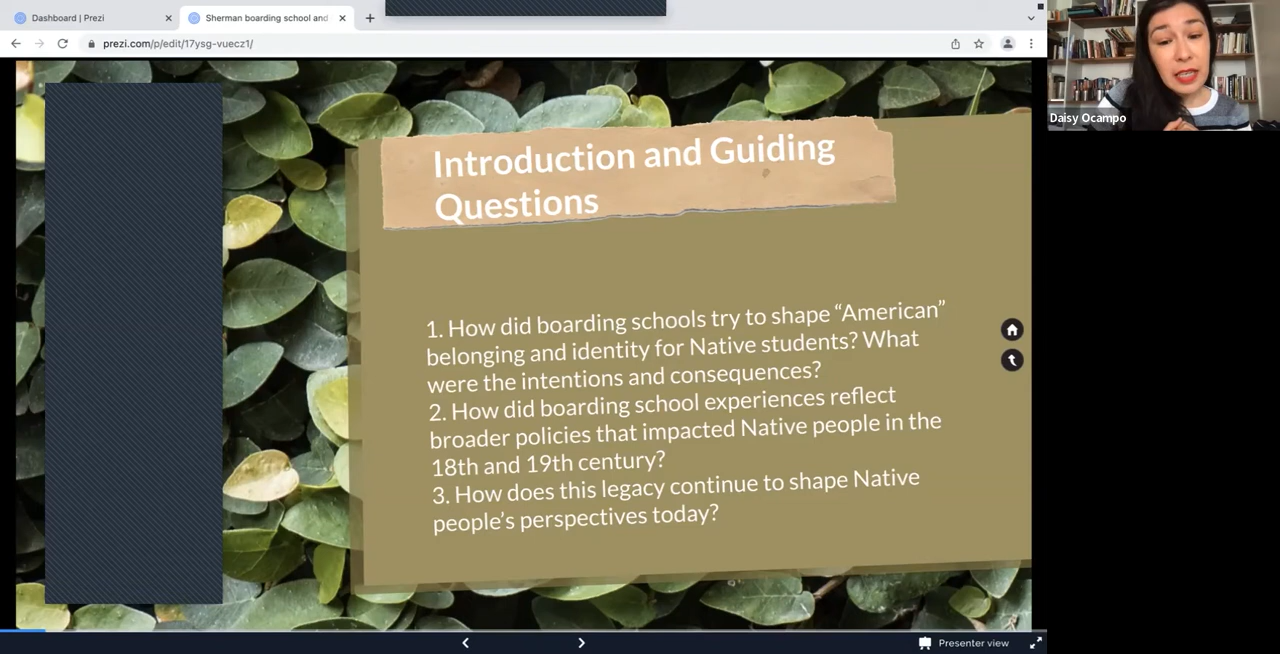 Dashboard | Prezi
Sherman boarding school and
prezi.com/p/edit/17ysg-vuecz1/
Daisy Ocampo
Introduction and Guiding
Questions
1. How did boarding schools try to shape “American”
belonging and identity for Native students? What
were the intentions and consequences?
2. How did boarding school experiences reflect
broader policies that impacted Native people in the
18th and 19th century?
3. How does this legacy continue to shape Native
people’s perspectives today?
Presenter view